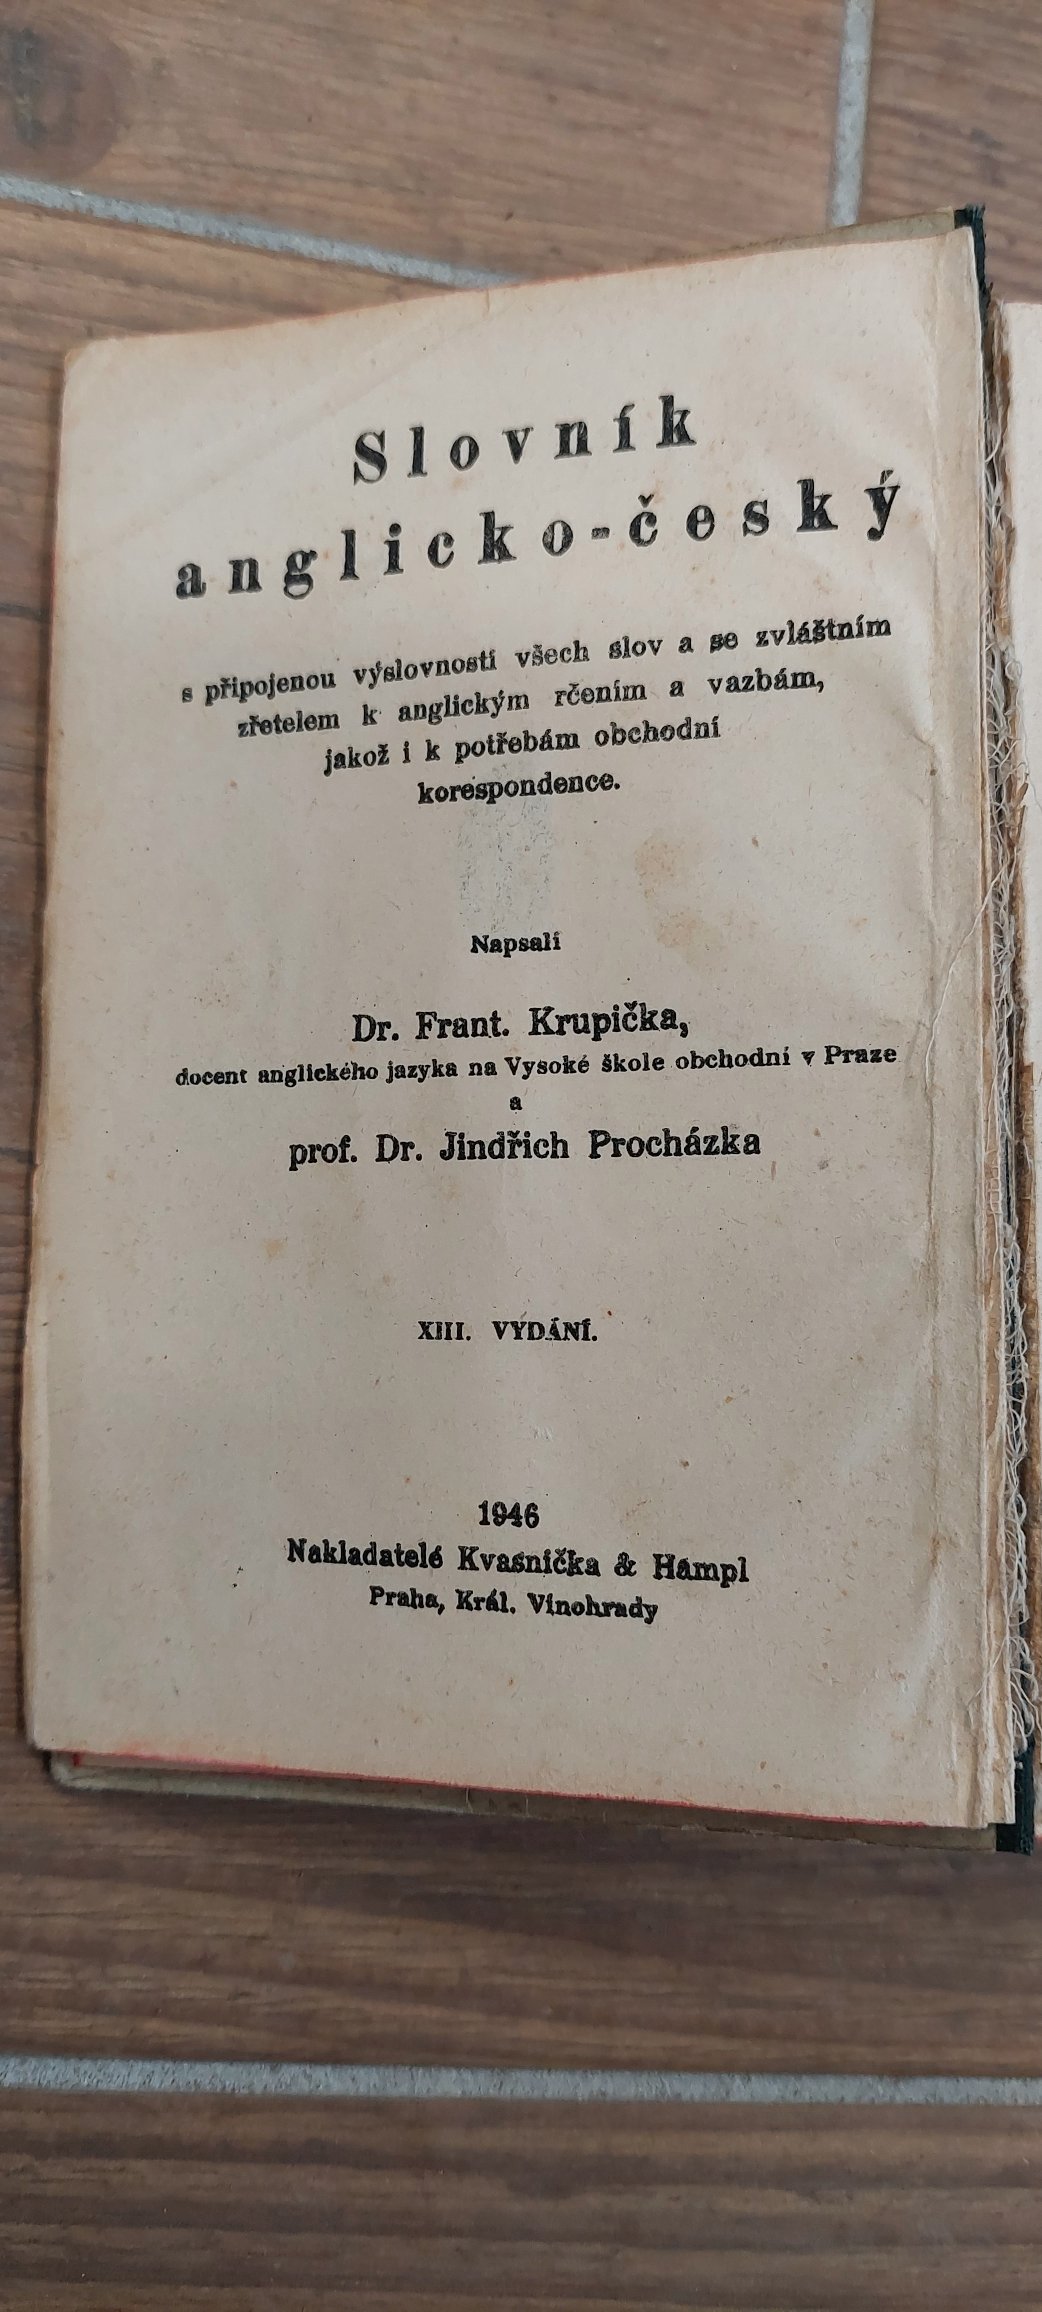 Slovník
anglicko-český
s připojenou výslovností všech slov a se zvláštním
zřetelem k anglickým rčením a vazbám,
jakož i k potřebám obchodní
korespondence.
Napsali
Dr. Frant. Krupička,
docent anglického jazyka na Vysoké škole obchodní v Praze
a
prof. Dr. Jindřich Procházka
XIII. VYDÁNÍ.
1946
Nakladatelé Kvasnička & Hampl
Praha, Král. Vinohrady